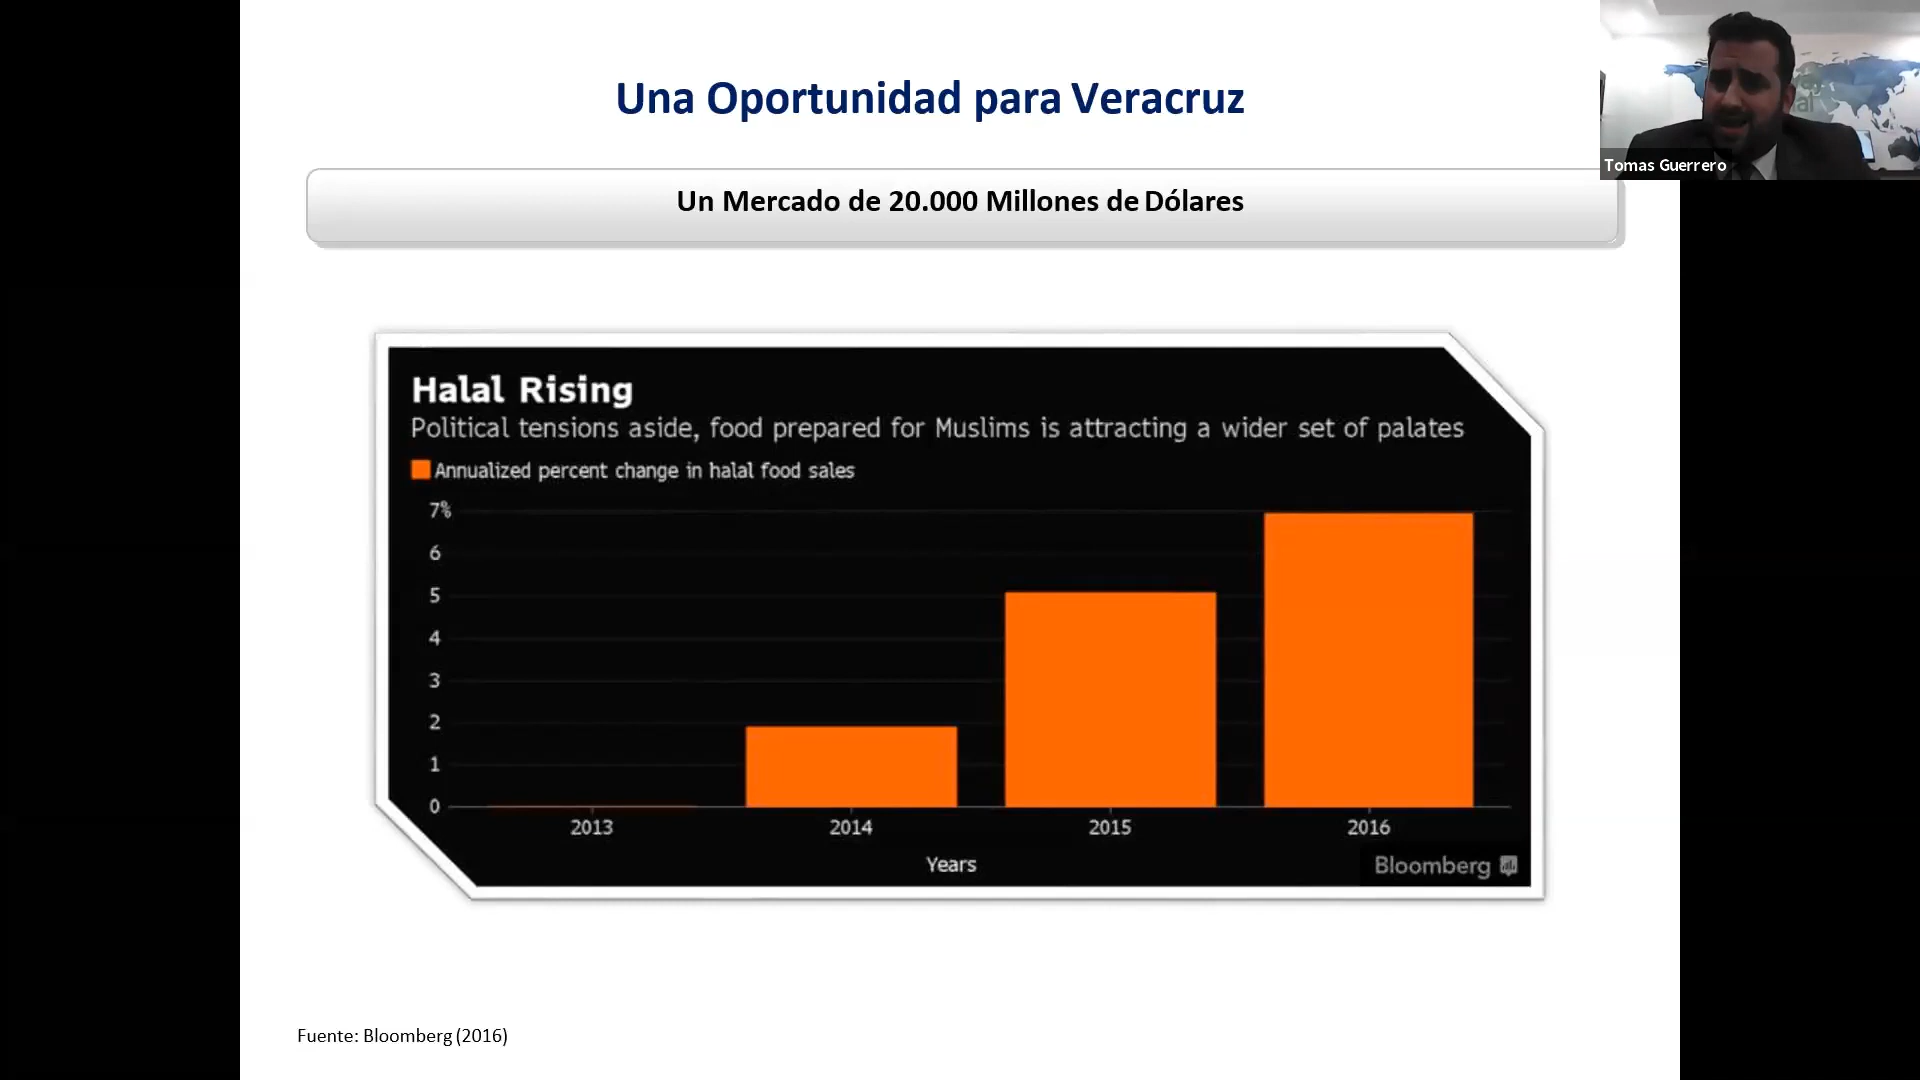 Una Oportunidad para Veracruz
Tomas Guerrero
Un Mercado de 20.000 Millones de Dólares
Halal Rising
Political tensions aside, food prepared for Muslims is attracting a wider set of palates
Annualized percent change in halal food sales
7%
6
5
4
3
2
1
0
2013 2014 2015 2016
Years
Bloomberg
Fuente: Bloomberg (2016)